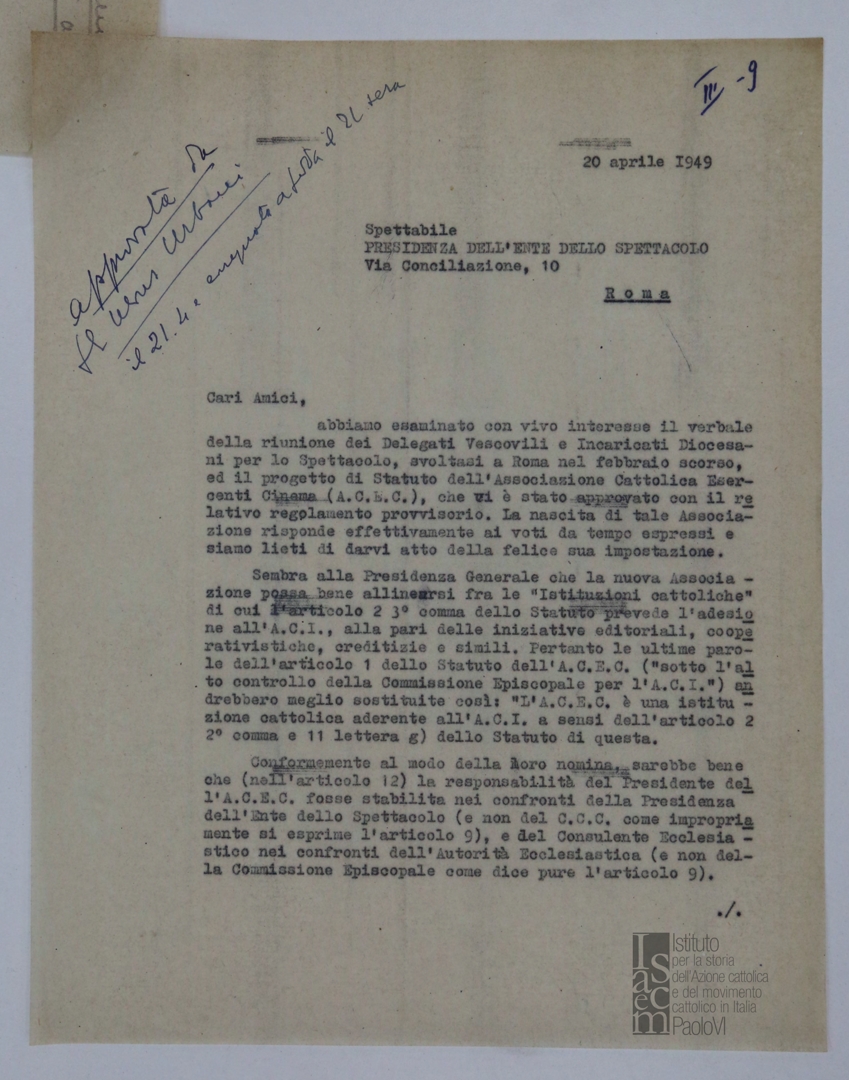 III -9
approvata da
S.E. Mons Urbani
il 21.4 e
il 21 sera
20 aprile 1949
Spettabile
PRESIDENZA DELL'ENTE DELLO SPETTACOLO
Via Conciliazione, 10
Roma
Cari Amici,
abbiamo esaminato con vivo interesse il verbale
della riunione dei Delegati Vescovili e Incaricati Diocesa-
ni per lo Spettacolo, svoltasi a Roma nel febbraio scorso,
ed il progetto di Statuto dell'Associazione Cattolica Eser-
centi Cinema (A.C.E.C.), che vi è stato approvato con il re
lativo regolamento provvisorio. La nascita di tale Associa-
zione risponde effettivamente ai voti da tempo espressi e
siamo lieti di darvi atto della felice sua impostazione.
Sembra alla Presidenza Generale che la nuova Associa -
zione possa bene allinearsi fra le "Istituzioni cattoliche"
di cui l'articolo 2 3° comma dello Statuto prevede l'adesio
ne all'A.C.I., alla pari delle iniziative editoriali, coope
rativistiche, creditizie e simili. Pertanto le ultime paro-
le dell'articolo 1 dello Statuto dell'A.C.E.C. ("sotto l'al
to controllo della Commissione Episcopale per l'A.C.I.") an
drebbero meglio sostituite così: "L'A.C.E.C. è una istitu -
zione cattolica aderente all'A.C.I. a sensi dell'articolo 2
2° comma e 11 lettera g) dello Statuto di questa.
Conformemente al modo della loro nomina, sarebbe bene
che (nell'articolo 12) la responsabilità del Presidente del
l'A.C.E.C. fosse stabilita nei confronti della Presidenza
dell'Ente dello Spettacolo (e non del C.C.C. come impropria
mente si esprime l'articolo 9), e del Consulente Ecclesia -
stico nei confronti dell'Autorità Ecclesiastica (e non del-
la Commissione Episcopale come dice pure l'articolo 9).
./.
Isacem
Istituto
per la storia
dell'Azione cattolica
e del movimento
cattolico in Italia
PaoloVI